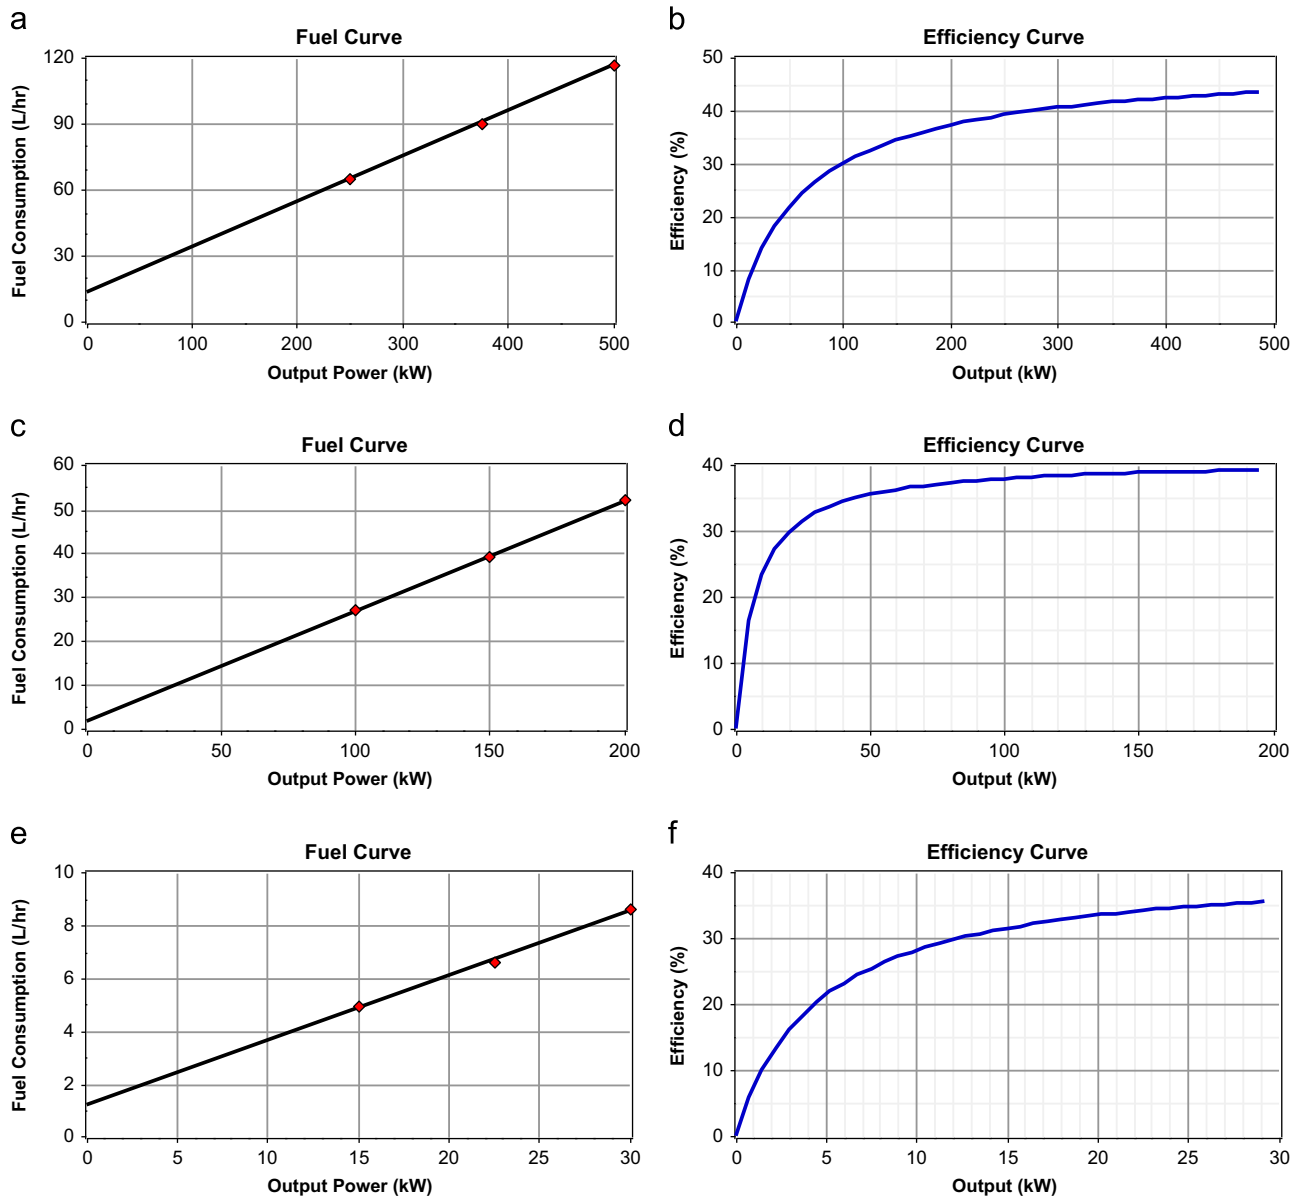 a
Fuel Curve
Fuel Consumption (L/hr)
120
90
60
30
0
0 100 200 300 400 500
Output Power (kW)
b
Efficiency Curve
Efficiency (%)
50
40
30
20
10
0
0 100 200 300 400 500
Output (kW)
c
Fuel Curve
Fuel Consumption (L/hr)
60
50
40
30
20
10
0
0 50 100 150 200
Output Power (kW)
d
Efficiency Curve
Efficiency (%)
40
30
20
10
0
0 50 100 150 200
Output (kW)
e
Fuel Curve
Fuel Consumption (L/hr)
10
8
6
4
2
0
0 5 10 15 20 25 30
Output Power (kW)
f
Efficiency Curve
Efficiency (%)
40
30
20
10
0
0 5 10 15 20 25 30
Output (kW)